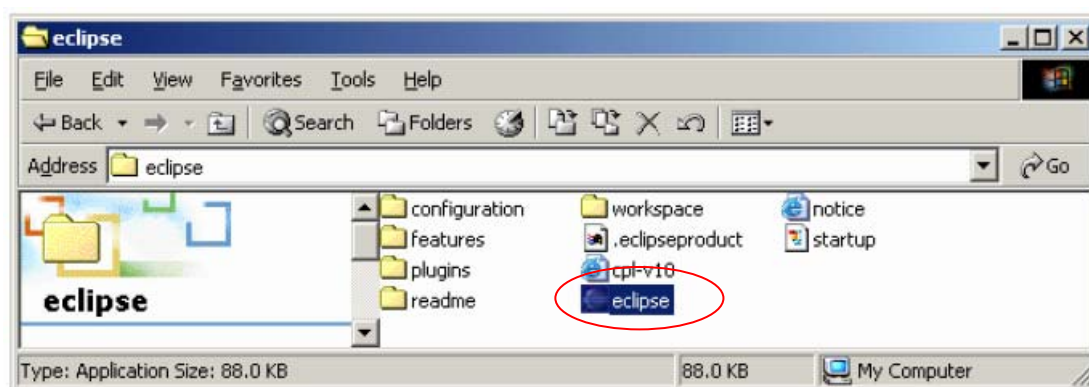 eclipse
File Edit View Favorites Tools Help
Back Search Folders
Address eclipse Go
configuration workspace notice
features .eclipseproduct startup
plugins cpl-v10
readme eclipse
eclipse
Type: Application Size: 88.0 KB 88.0 KB My Computer